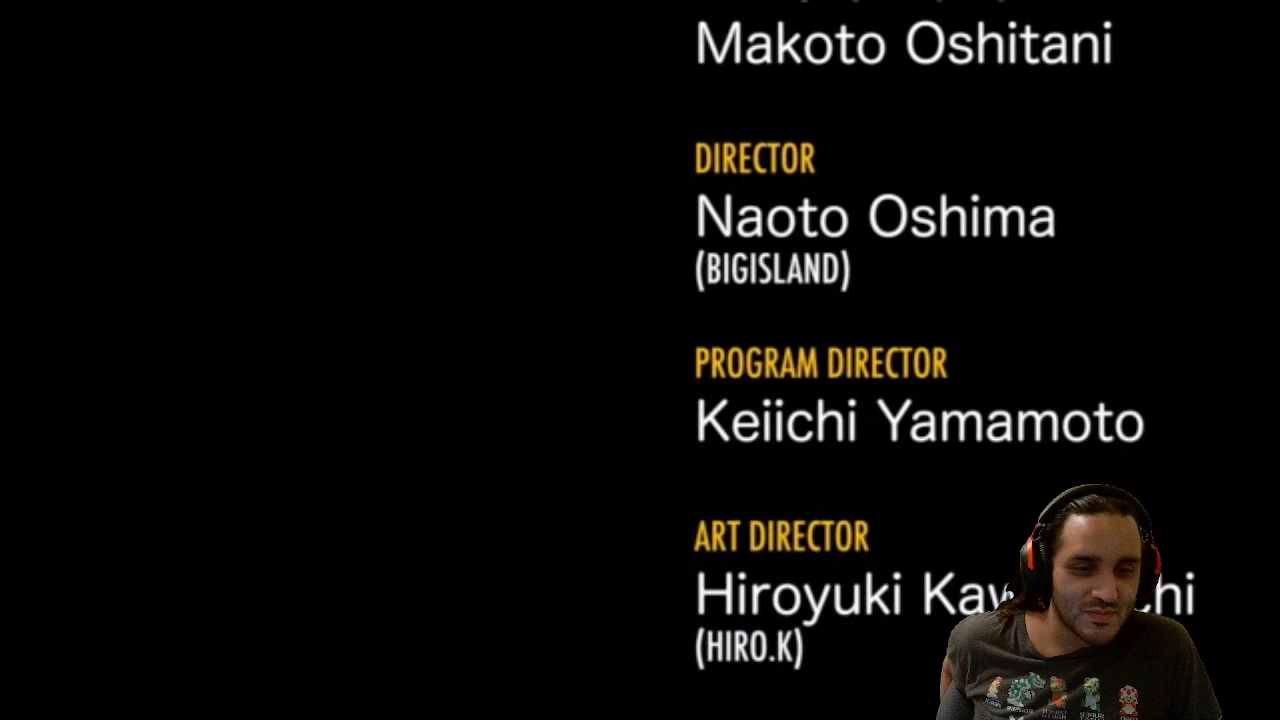 Makoto Oshitani
DIRECTOR
Naoto Oshima
(BIGISLAND)
PROGRAM DIRECTOR
Keiichi Yamamoto
ART DIRECTOR
Hiroyuki
(HIRO.K)